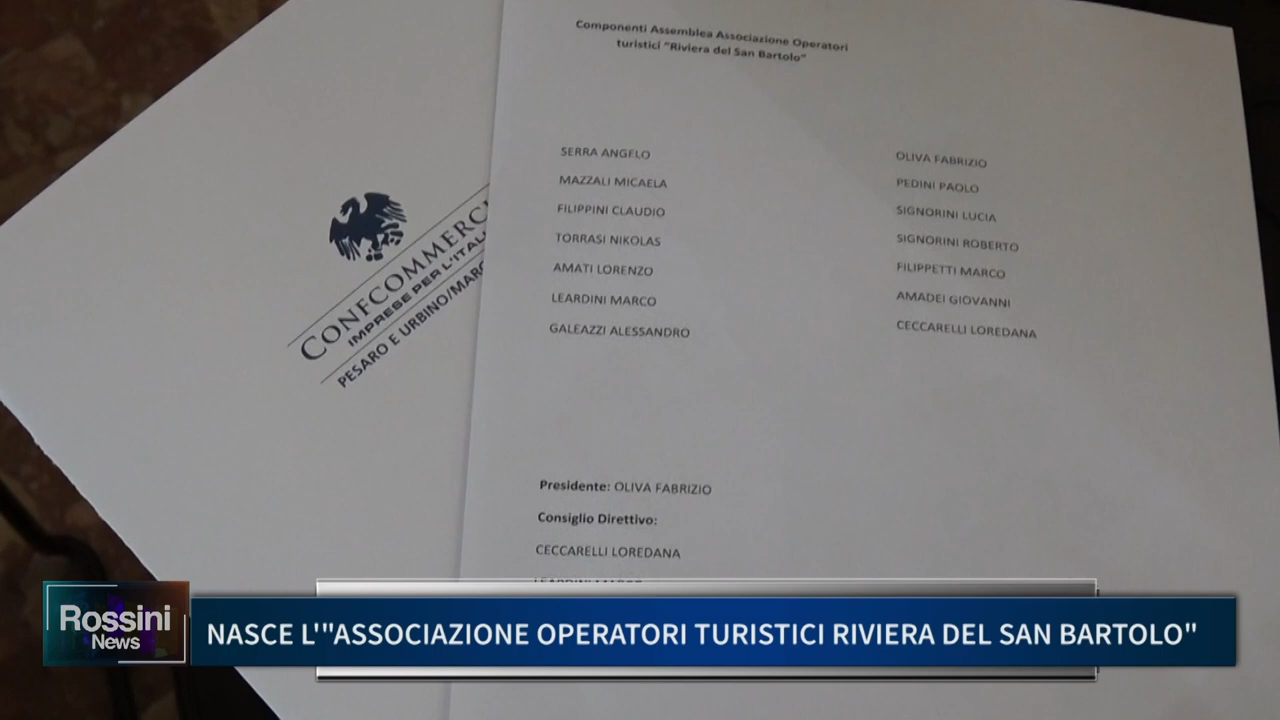 Componenti Assemblea Associazione Operatori
turistici "Riviera del San Bartolo"
SERRA ANGELO
MAZZALI MICAELA
FILIPPINI CLAUDIO
TORRASI NIKOLAS
AMATI LORENZO
LEARDINI MARCO
GALEAZZI ALESSANDRO
OLIVA FABRIZIO
PEDINI PAOLO
SIGNORINI LUCIA
SIGNORINI ROBERTO
FILIPPETTI MARCO
AMADEI GIOVANNI
CECCARELLI LOREDANA
CONFCOMMERCI
IMPRESE PER L'ITAL
PESARO E URBINO/MARC
Presidente: OLIVA FABRIZIO
Consiglio Direttivo:
CECCARELLI LOREDANA
Rossini
News
NASCE L'"ASSOCIAZIONE OPERATORI TURISTICI RIVIERA DEL SAN BARTOLO"